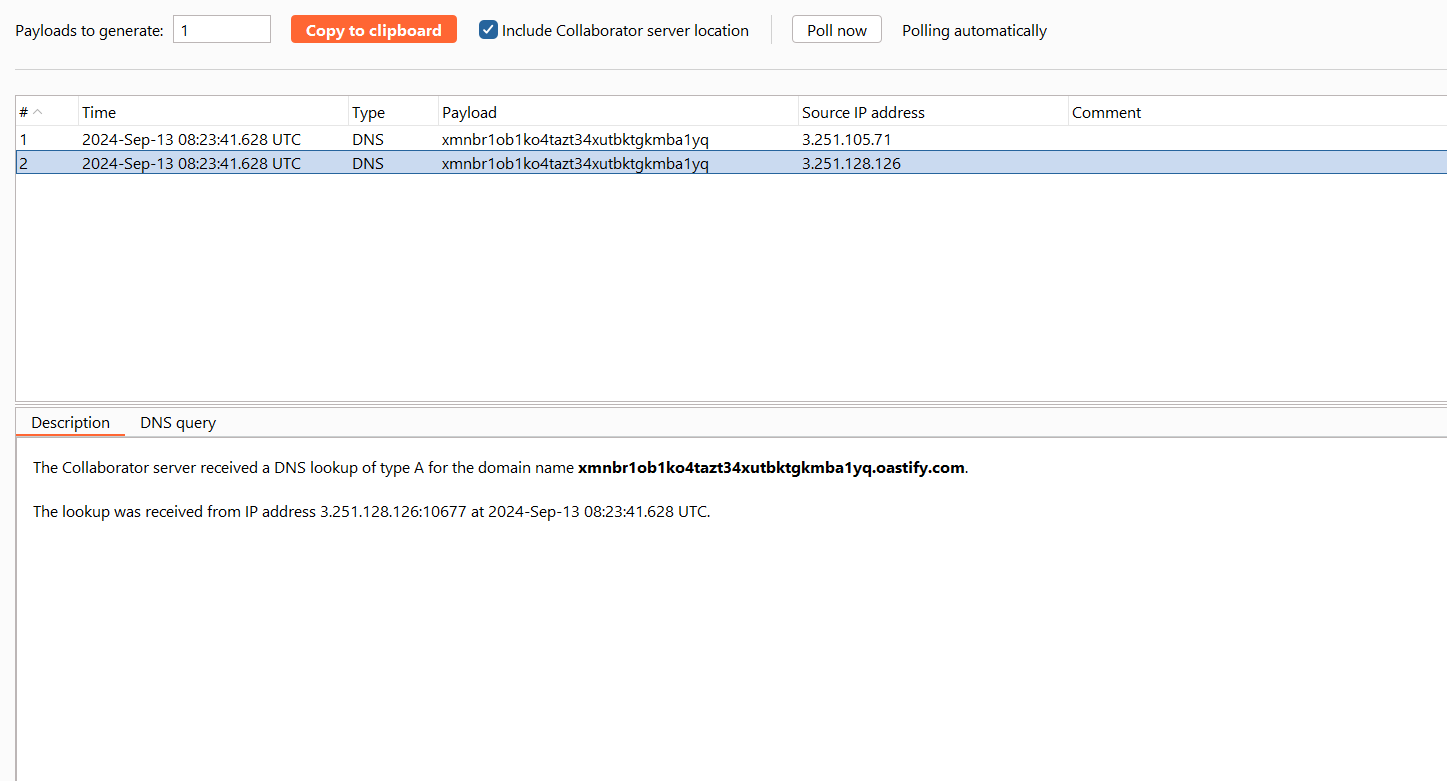 Payloads to generate: 1 Copy to clipboard Include Collaborator server location Poll now Polling automatically
# Time Type Payload Source IP address Comment
1 2024-Sep-13 08:23:41.628 UTC DNS xmnbr1ob1ko4tazt34xutbktgkmba1yq 3.251.105.71
2 2024-Sep-13 08:23:41.628 UTC DNS xmnbr1ob1ko4tazt34xutbktgkmba1yq 3.251.128.126
Description DNS query
The Collaborator server received a DNS lookup of type A for the domain name xmnbr1ob1ko4tazt34xutbktgkmba1yq.oastify.com.
The lookup was received from IP address 3.251.128.126:10677 at 2024-Sep-13 08:23:41.628 UTC.